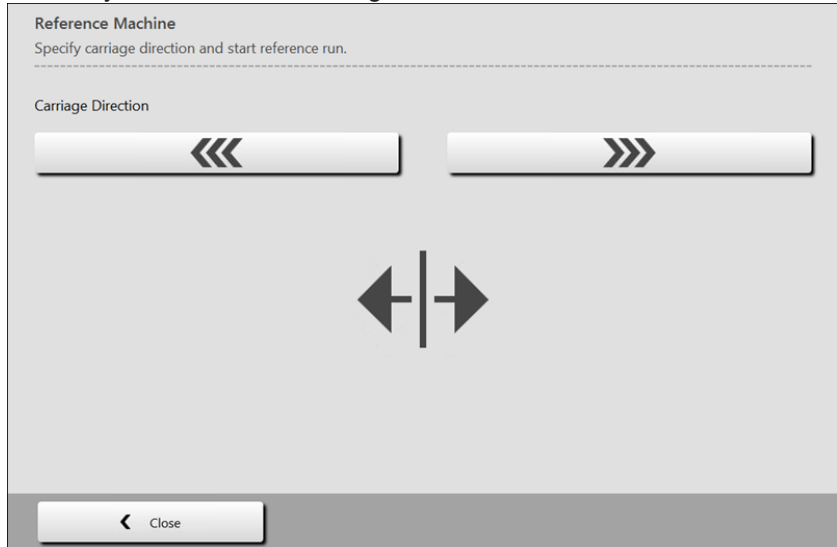 Reference Machine
Specify carriage direction and start reference run.
Carriage Direction
Close